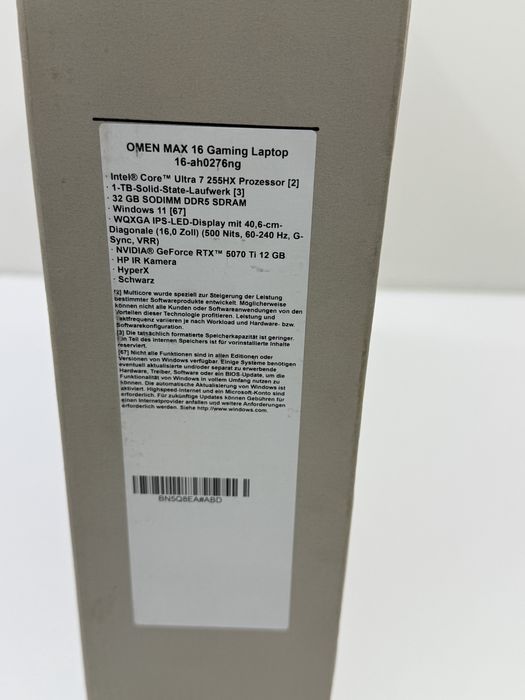 OMEN MAX 16 Gaming Laptop
16-ah0276ng
· Intel® Core™ Ultra 7 255HX Prozessor [2]
· 1-TB-Solid-State-Laufwerk [3]
· 32 GB SODIMM DDR5 SDRAM
· Windows 11 [67]
· WQXGA IPS-LED-Display mit 40,6-cm-
Diagonale (16,0 Zoll) (500 Nits, 60-240 Hz, G-
Sync, VRR)
· NVIDIA® GeForce RTX™ 5070 Ti 12 GB
· HP IR Kamera
· HyperX
· Schwarz
[2] Multicore wurde speziell zur Steigerung der Leistung
bestimmter Softwareprodukte entwickelt. Möglicherweise
können nicht alle Kunden oder Softwareanwendungen von den
Vorteilen dieser Technologie profitieren. Leistung und
Taktfrequenz variieren je nach Workload und Hardware- bzw.
Softwarekonfiguration.
[3] Die tatsächlich formatierte Speicherkapazität ist geringer.
Ein Teil des internen Speichers ist für vorinstallierte Inhalte
reserviert.
[67] Nicht alle Funktionen sind in allen Editionen oder
Versionen von Windows verfügbar. Einige Systeme benötigen
eventuell aktualisierte und/oder separat zu erwerbende
Hardware, Treiber, Software oder ein BIOS-Update, um die
Funktionalität von Windows in vollem Umfang nutzen zu
können. Die automatische Aktualisierung von Windows ist
aktiviert. Highspeed-Internet und ein Microsoft-Konto sind
erforderlich. Für zukünftige Updates können Gebühren für
einen Internetprovider anfallen und weitere Anforderungen
erforderlich werden. Siehe http://www.windows.com.
BN5Q8EA#ABD